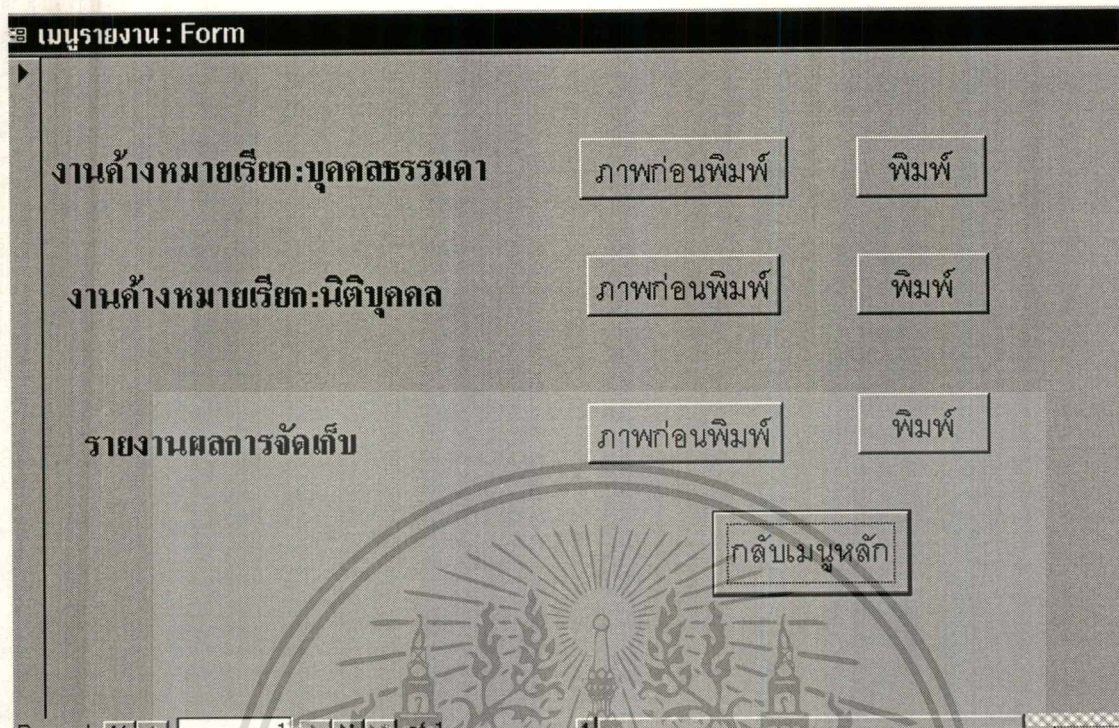 เมนูรายงาน : Form
งานค้างหมายเรียก:บุคคลธรรมดา ภาพก่อนพิมพ์ พิมพ์
งานค้างหมายเรียก:นิติบุคคล ภาพก่อนพิมพ์ พิมพ์
รายงานผลการจัดเก็บ ภาพก่อนพิมพ์ พิมพ์
กลับเมนูหลัก
1